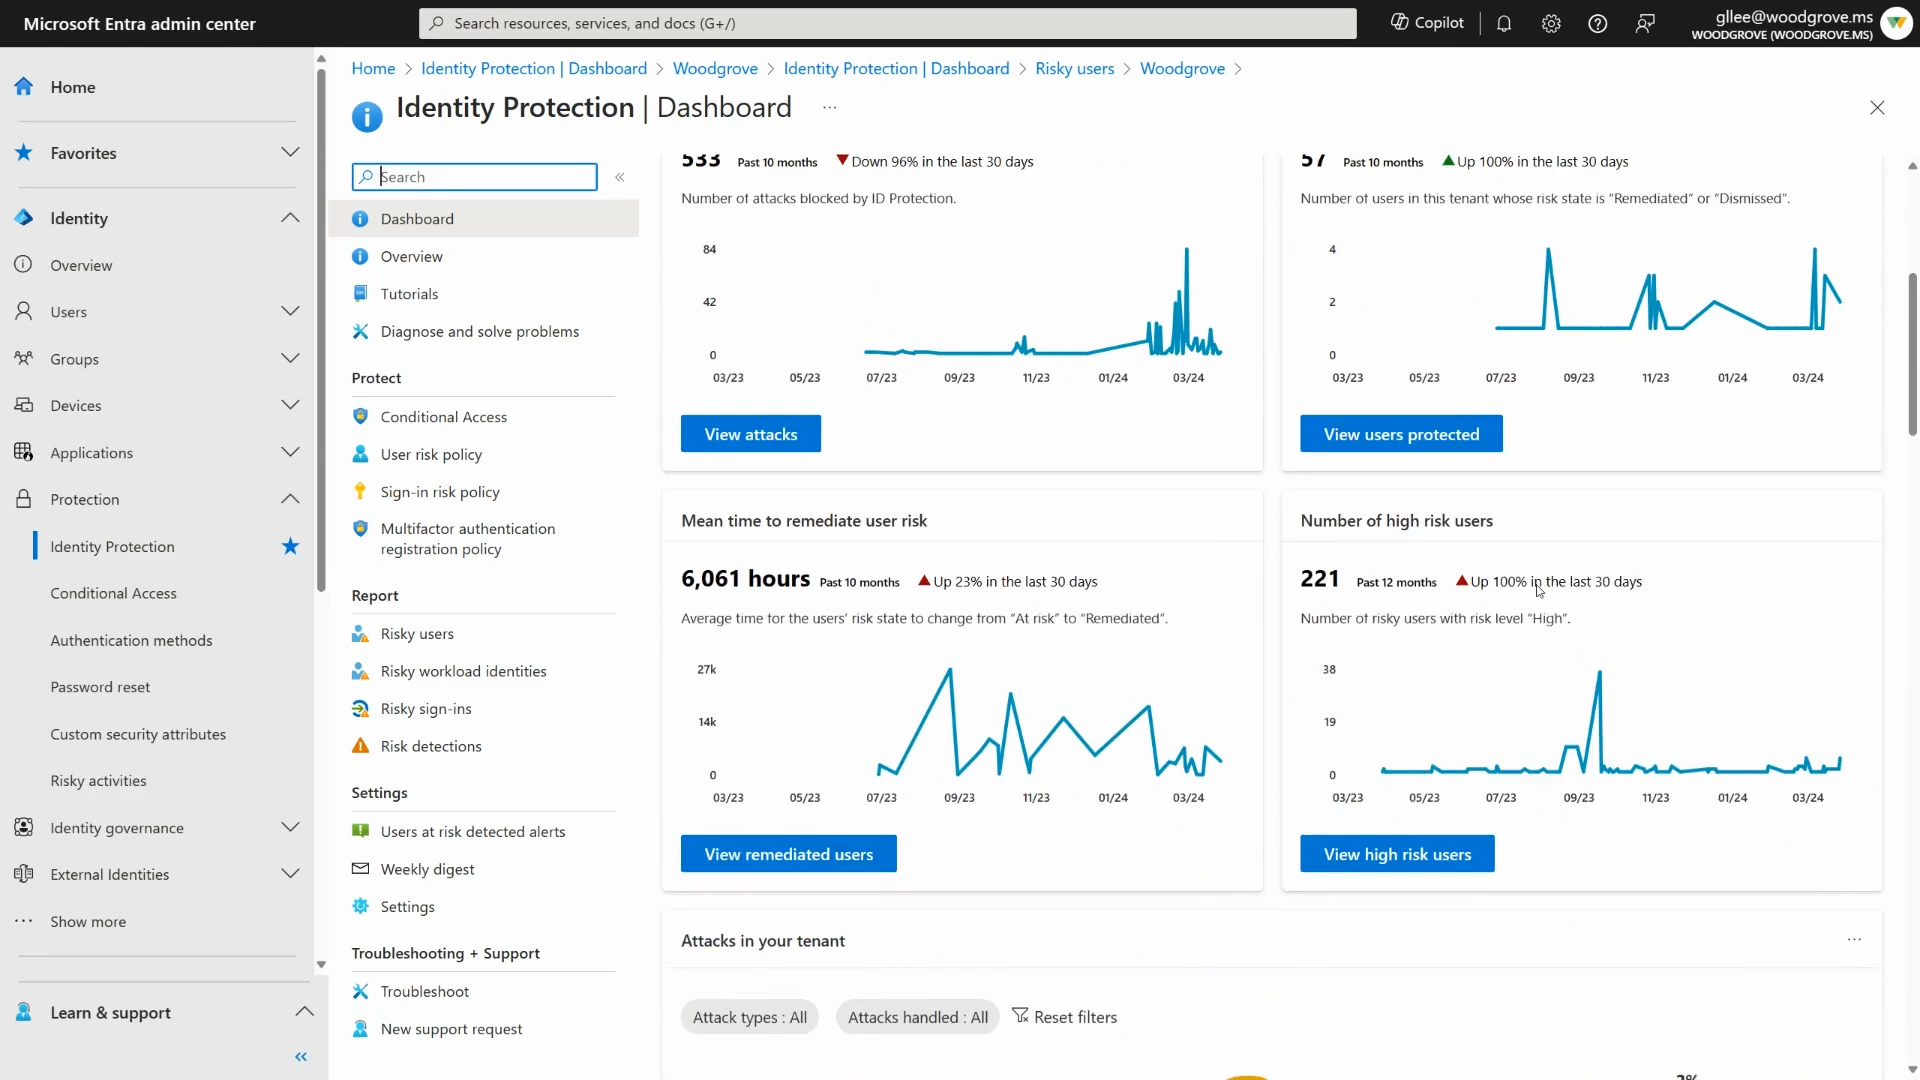 Microsoft Entra admin center
Search resources, services, and docs (G+/)
Copilot
gllee@woodgrove.ms
WOODGROVE (WOODGROVE.MS)
Home
Favorites
Identity
Overview
Users
Groups
Devices
Applications
Protection
Identity Protection
Conditional Access
Authentication methods
Password reset
Custom security attributes
Risky activities
Identity governance
External Identities
Show more
Learn & support
Home > Identity Protection | Dashboard > Woodgrove > Identity Protection | Dashboard > Risky users > Woodgrove >
Identity Protection | Dashboard
Search
Dashboard
Overview
Tutorials
Diagnose and solve problems
Protect
Conditional Access
User risk policy
Sign-in risk policy
Multifactor authentication
registration policy
Report
Risky users
Risky workload identities
Risky sign-ins
Risk detections
Settings
Users at risk detected alerts
Weekly digest
Settings
Troubleshooting + Support
Troubleshoot
New support request
533 Past 10 months Down 96% in the last 30 days
Number of attacks blocked by ID Protection.
84
42
0
03/23 05/23 07/23 09/23 11/23 01/24 03/24
View attacks
57 Past 10 months Up 100% in the last 30 days
Number of users in this tenant whose risk state is “Remediated” or “Dismissed”.
4
2
0
03/23 05/23 07/23 09/23 11/23 01/24 03/24
View users protected
Mean time to remediate user risk
6,061 hours Past 10 months Up 23% in the last 30 days
Average time for the users’ risk state to change from “At risk” to “Remediated”.
27k
14k
0
03/23 05/23 07/23 09/23 11/23 01/24 03/24
View remediated users
Number of high risk users
221 Past 12 months Up 100% in the last 30 days
Number of risky users with risk level “High”.
38
19
0
03/23 05/23 07/23 09/23 11/23 01/24 03/24
View high risk users
Attacks in your tenant
Attack types : All
Attacks handled : All
Reset filters